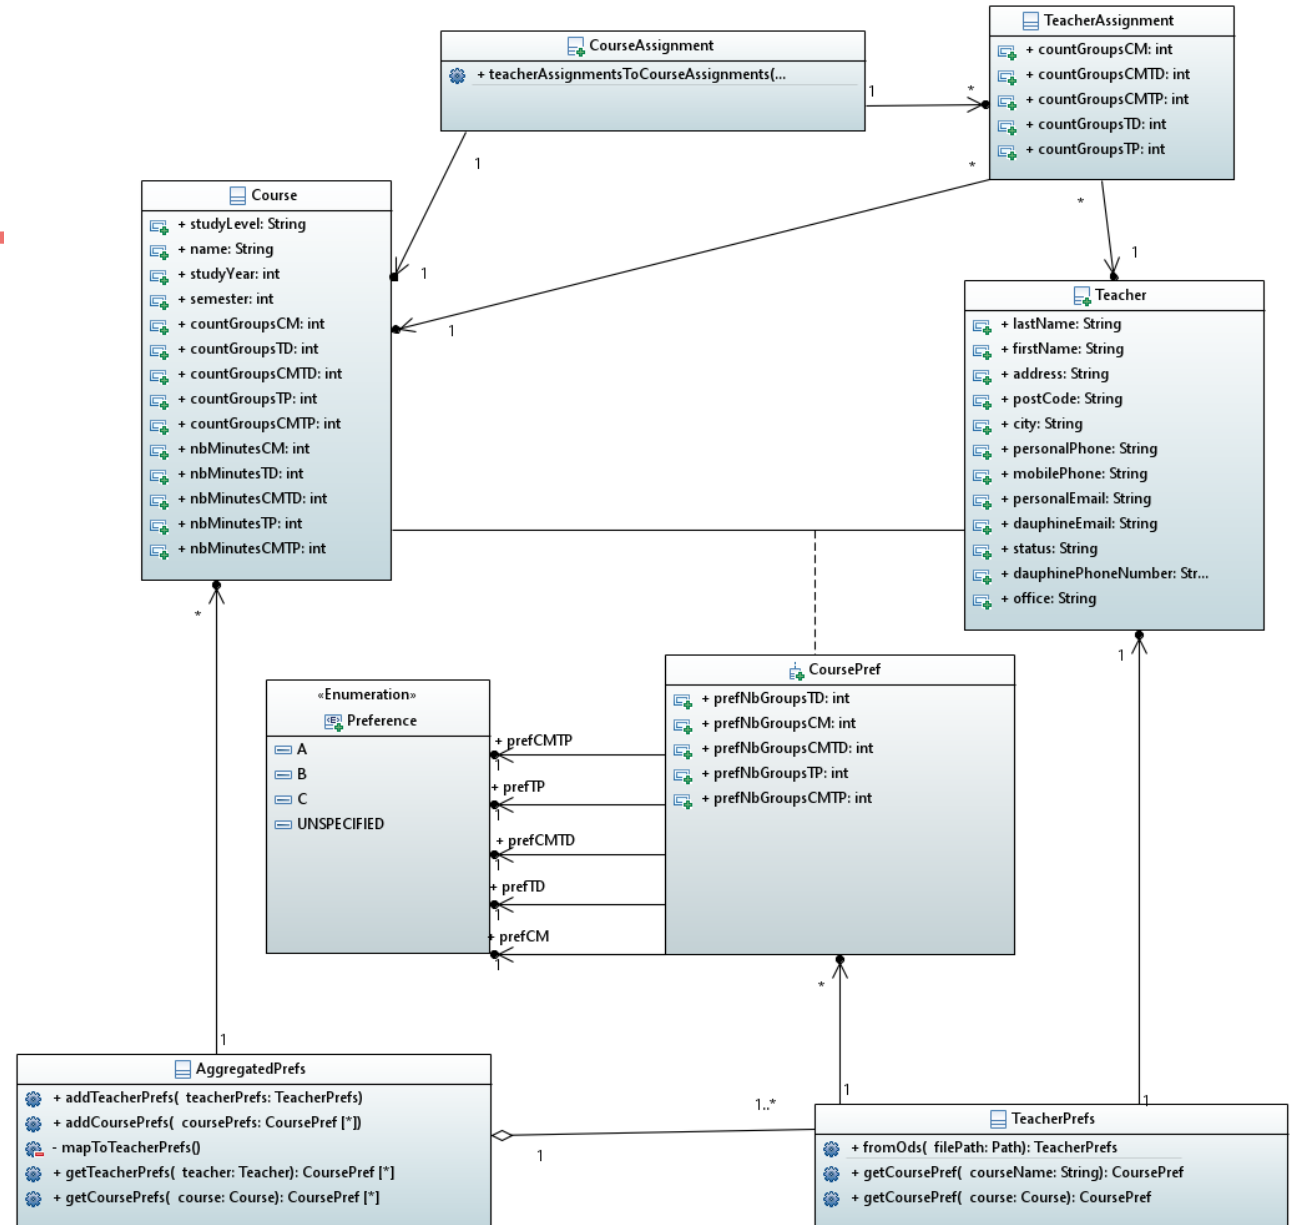 CourseAssignment
+ teacherAssignmentsToCourseAssignments(...
1
*
1
1
TeacherAssignment
+ countGroupsCM: int
+ countGroupsCMTD: int
+ countGroupsCMTP: int
+ countGroupsTD: int
+ countGroupsTP: int
*
*
1
1
Course
+ studyLevel: String
+ name: String
+ studyYear: int
+ semester: int
+ countGroupsCM: int
+ countGroupsTD: int
+ countGroupsCMTD: int
+ countGroupsTP: int
+ countGroupsCMTP: int
+ nbMinutesCM: int
+ nbMinutesTD: int
+ nbMinutesCMTD: int
+ nbMinutesTP: int
+ nbMinutesCMTP: int
*
Teacher
+ lastName: String
+ firstName: String
+ address: String
+ postCode: String
+ city: String
+ personalPhone: String
+ mobilePhone: String
+ personalEmail: String
+ dauphineEmail: String
+ status: String
+ dauphinePhoneNumber: Str...
+ office: String
1
«Enumeration»
Preference
A
B
C
UNSPECIFIED
+ prefCMTP
1
+ prefTP
1
+ prefCMTD
1
+ prefTD
1
+ prefCM
1
CoursePref
+ prefNbGroupsTD: int
+ prefNbGroupsCM: int
+ prefNbGroupsCMTD: int
+ prefNbGroupsTP: int
+ prefNbGroupsCMTP: int
*
1
AggregatedPrefs
+ addTeacherPrefs( teacherPrefs: TeacherPrefs)
+ addCoursePrefs( coursePrefs: CoursePref [*])
- mapToTeacherPrefs()
+ getTeacherPrefs( teacher: Teacher): CoursePref [*]
+ getCoursePrefs( course: Course): CoursePref [*]
1
1..*
1
1
TeacherPrefs
+ fromOds( filePath: Path): TeacherPrefs
+ getCoursePref( courseName: String): CoursePref
+ getCoursePref( course: Course): CoursePref